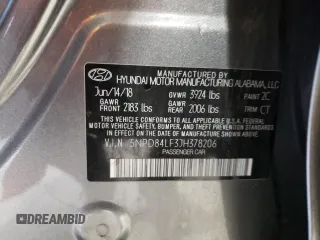 MANUFACTURED BY
HYUNDAI MOTOR MANUFACTURING ALABAMA, LLC
Jun/14/18 GVWR 3924 lbs PAINT 2C
GAWR FRONT 2183 lbs GAWR REAR 2006 lbs TRIM CT
THIS VEHICLE CONFORMS TO ALL APPLICABLE U.S. FEDERAL MOTOR
VEHICLE SAFETY, BUMPER, AND THEFT PREVENTION STANDARDS
IN EFFECT ON THE DATE OF MANUFACTURE SHOWN ABOVE.
V.I.N 5NPD84LF3JH378206
PASSENGER CAR
DREAMBID.COM